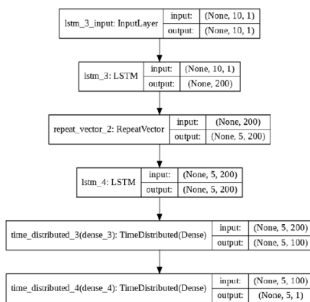 lstm_3_input: InputLayer input: (None, 10, 1)
output: (None, 10, 1)
lstm_3: LSTM input: (None, 10, 1)
output: (None, 200)
repeat_vector_2: RepeatVector input: (None, 200)
output: (None, 5, 200)
lstm_4: LSTM input: (None, 5, 200)
output: (None, 5, 200)
time_distributed_3(dense_3): TimeDistributed(Dense) input: (None, 5, 200)
output: (None, 5, 100)
time_distributed_4(dense_4): TimeDistributed(Dense) input: (None, 5, 100)
output: (None, 5, 1)